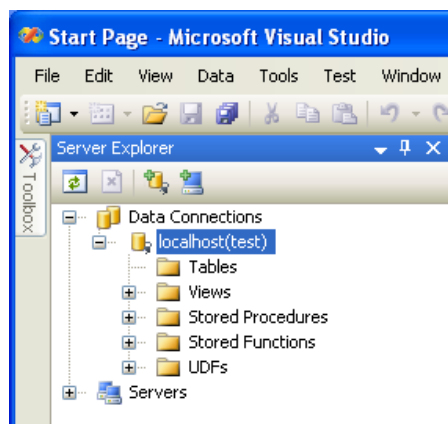 Start Page - Microsoft Visual Studio
File Edit View Data Tools Test Window
Server Explorer
Toolbox
Data Connections
localhost(test)
Tables
Views
Stored Procedures
Stored Functions
UDFs
Servers